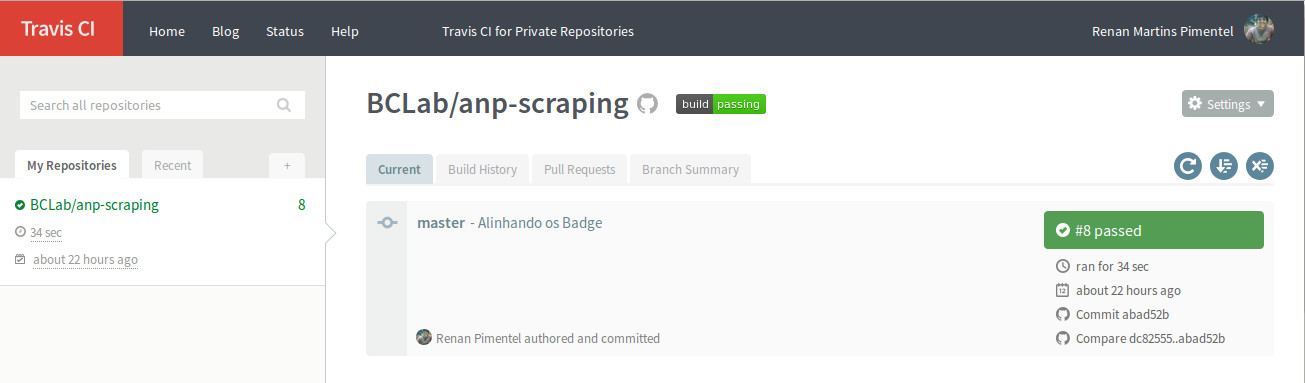 Travis CI
Home Blog Status Help Travis CI for Private Repositories Renan Martins Pimentel
Search all repositories
My Repositories Recent +
BCLab/anp-scraping 8
34 sec
about 22 hours ago
BCLab/anp-scraping build passing Settings
Current Build History Pull Requests Branch Summary
master - Alinhando os Badge
#8 passed
ran for 34 sec
12 about 22 hours ago
Commit abad52b
Compare dc82555..abad52b
Renan Pimentel authored and committed